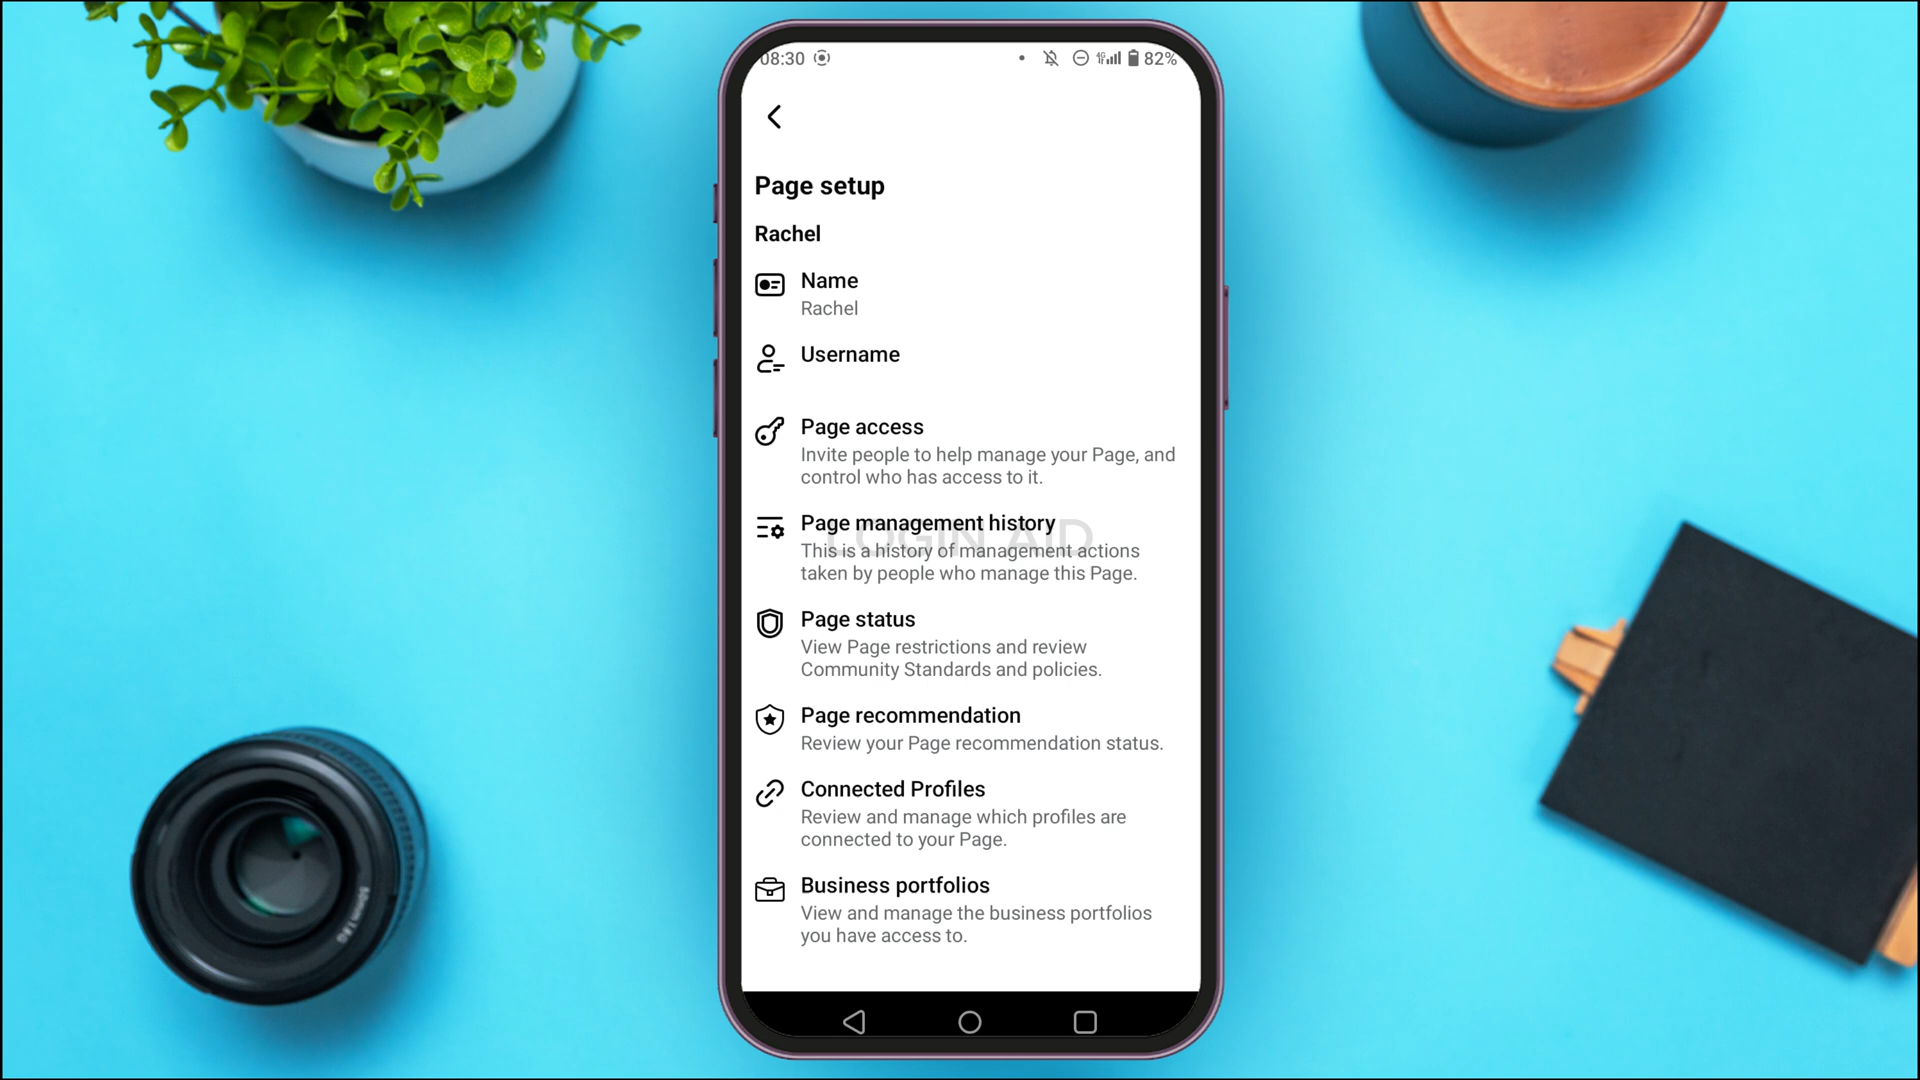 08:30
82%
Page setup
Rachel
Name
Rachel
Username
Page access
Invite people to help manage your Page, and
control who has access to it.
Page management history
LOGIN AID
This is a history of management actions
taken by people who manage this Page.
Page status
View Page restrictions and review
Community Standards and policies.
Page recommendation
Review your Page recommendation status.
Connected Profiles
Review and manage which profiles are
connected to your Page.
Business portfolios
View and manage the business portfolios
you have access to.
50mm 1.8G